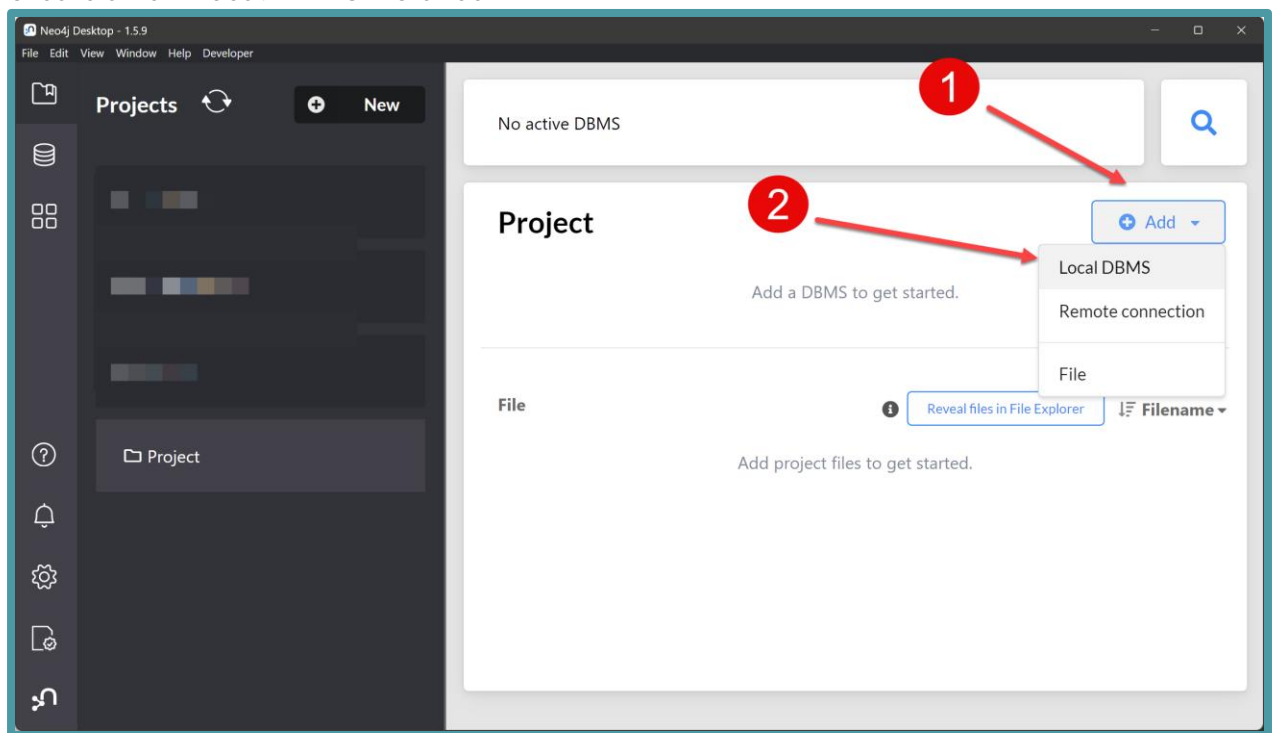 Neo4j Desktop - 1.5.9
File Edit View Window Help Developer
Projects
New
No active DBMS
1
2
Project
Add
Local DBMS
Remote connection
File
Add a DBMS to get started.
File
Reveal files in File Explorer
Filename
Add project files to get started.
Project